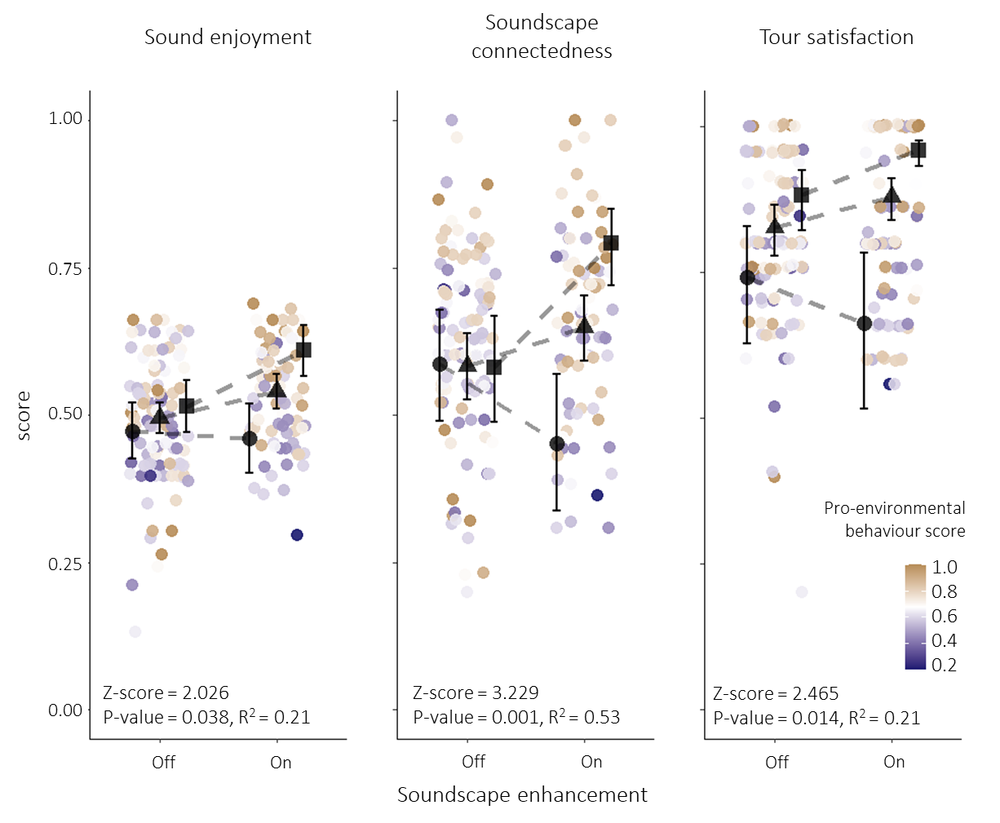 Sound enjoyment
Soundscape
connectedness
Tour satisfaction
score
1.00
0.75
0.50
0.25
0.00
Z-score = 2.026
P-value = 0.038, R² = 0.21
Z-score = 3.229
P-value = 0.001, R² = 0.53
Z-score = 2.465
P-value = 0.014, R² = 0.21
Pro-environmental
behaviour score
1.0
0.8
0.6
0.4
0.2
Off
On
Off
On
Off
On
Soundscape enhancement